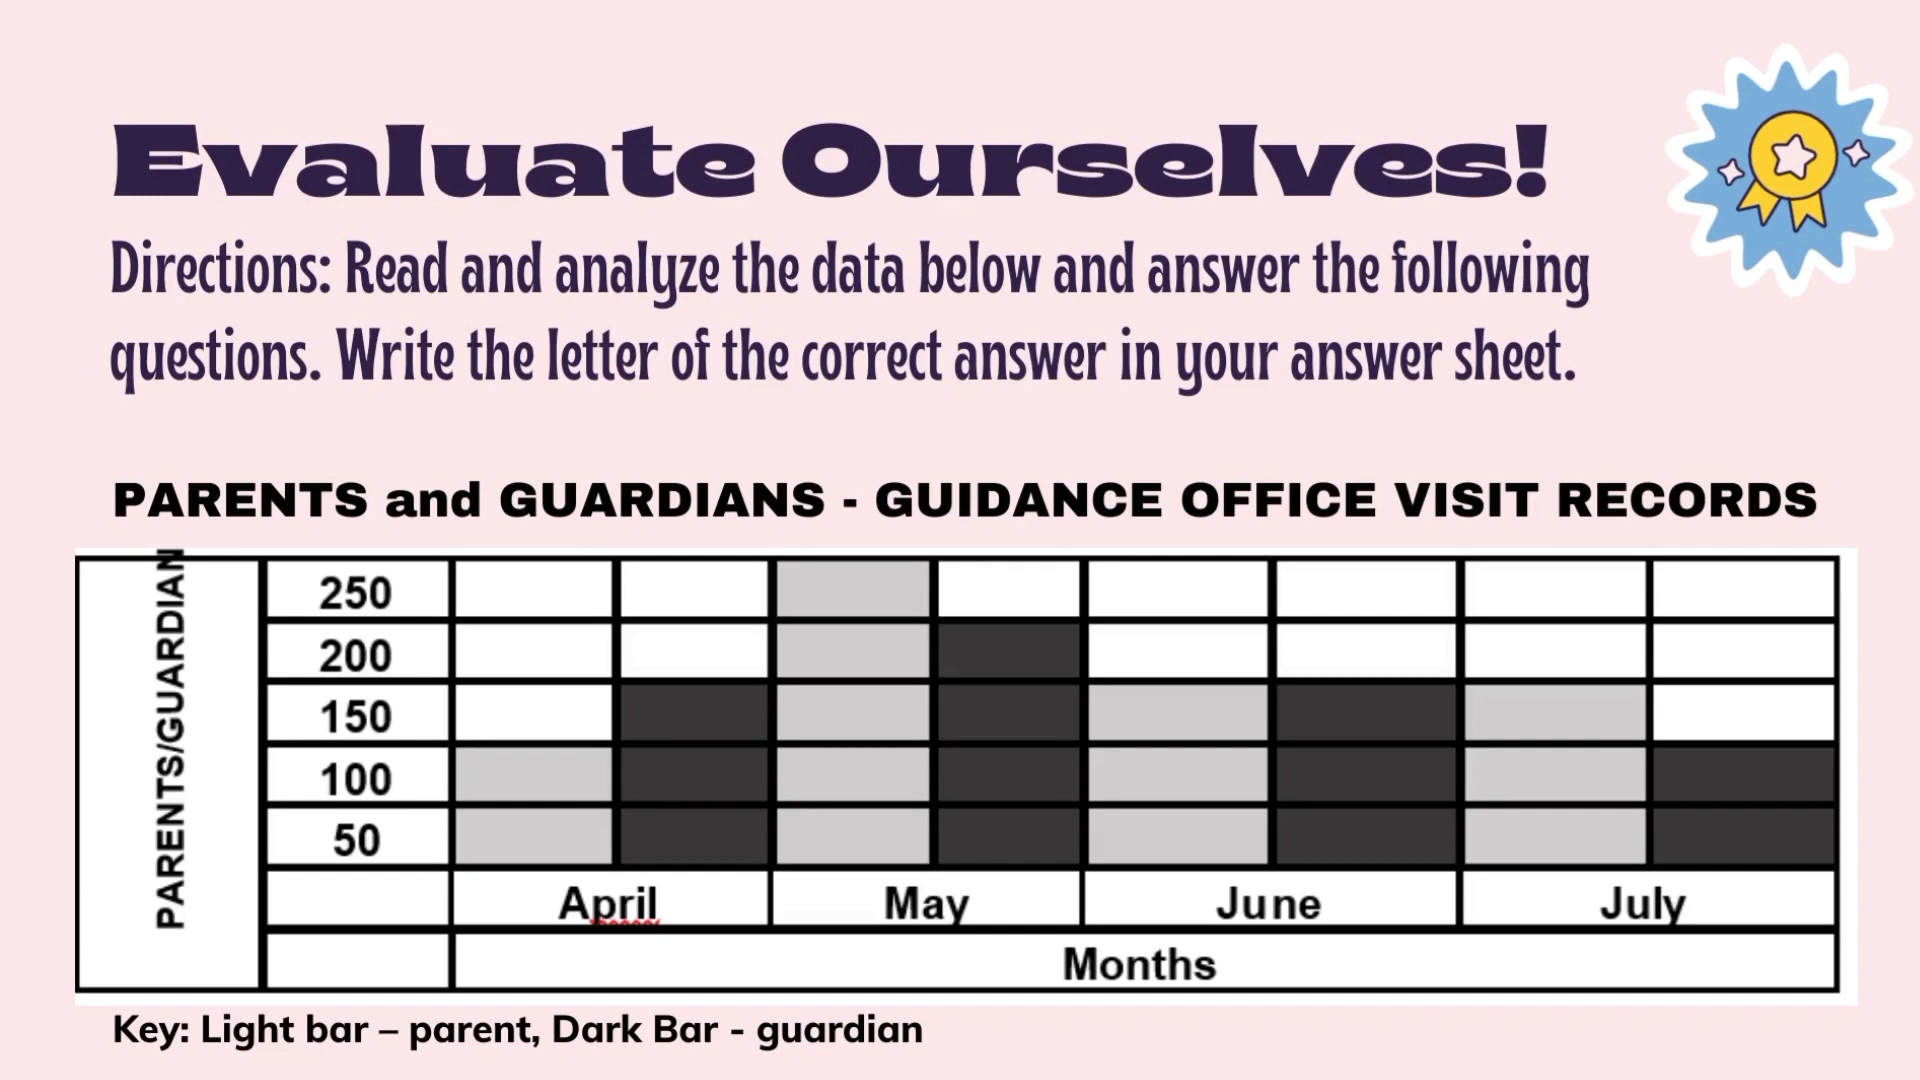 Evaluate Ourselves!
Directions: Read and analyze the data below and answer the following
questions. Write the letter of the correct answer in your answer sheet.
PARENTS and GUARDIANS - GUIDANCE OFFICE VISIT RECORDS
PARENTS/GUARDIAN
250
200
150
100
50
April May June July
Months
Key: Light bar – parent, Dark Bar - guardian